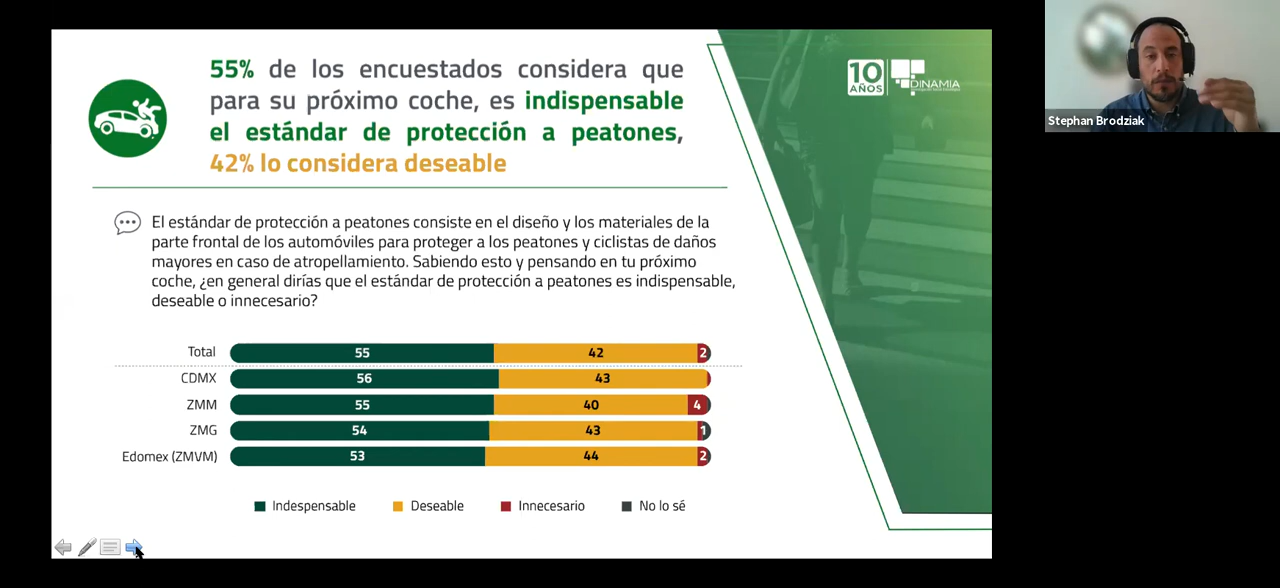 55% de los encuestados considera que
para su próximo coche, es indispensable
el estándar de protección a peatones,
42% lo considera deseable
10
AÑOS
DINAMIA
Stephan Brodziak
El estándar de protección a peatones consiste en el diseño y los materiales de la
parte frontal de los automóviles para proteger a los peatones y ciclistas de daños
mayores en caso de atropellamiento. Sabiendo esto y pensando en tu próximo
coche, ¿en general dirías que el estándar de protección a peatones es indispensable,
deseable o innecesario?
Total 55 42 2
CDMX 56 43
ZMM 55 40 4
ZMG 54 43 1
Edomex (ZMVM) 53 44 2
Indespensable Deseable Innecesario No lo sé